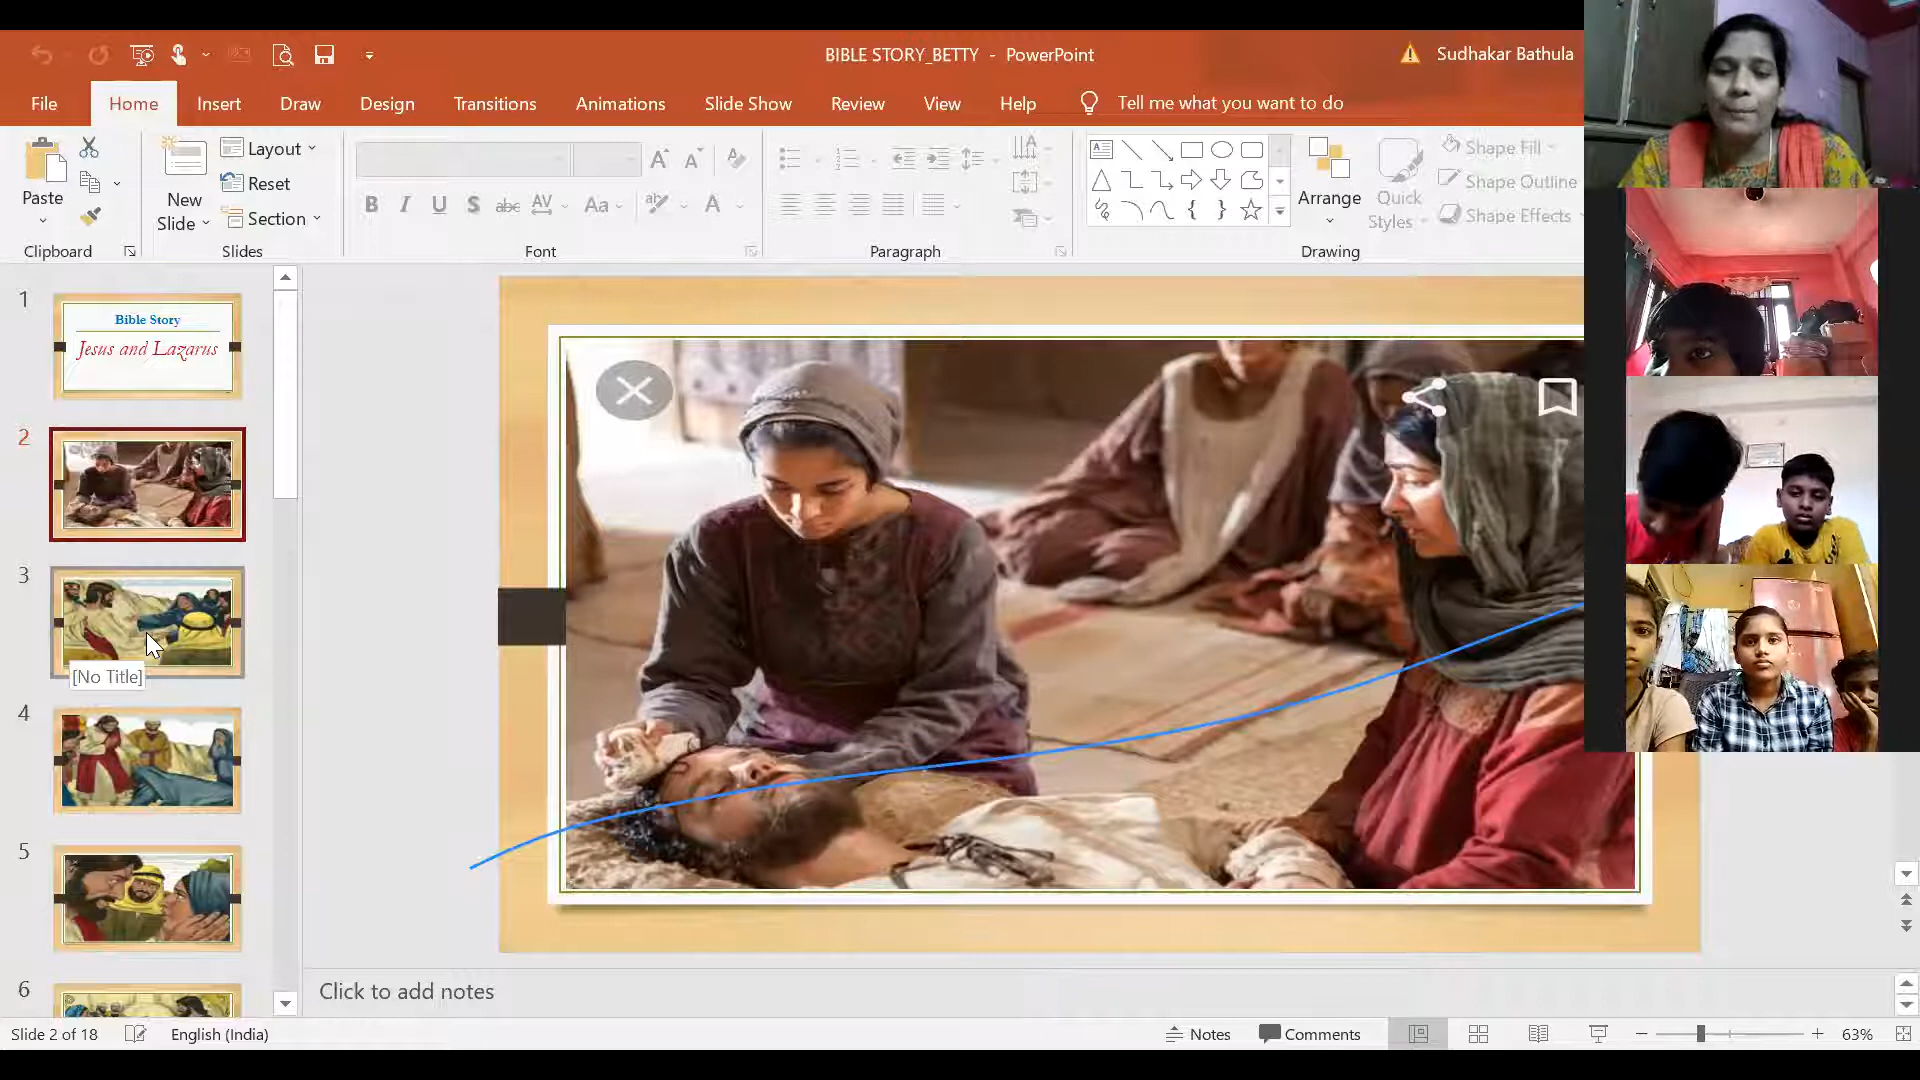 BIBLE STORY_BETTY - PowerPoint
Sudhakar Bathula
File Home Insert Draw Design Transitions Animations Slide Show Review View Help Tell me what you want to do
Paste
Clipboard
New Slide
Layout
Reset
Section
Slides
B I U S abc AV Aa A
Font
Paragraph
Arrange
Quick Styles
Shape Fill
Shape Outline
Shape Effects
Drawing
1
Bible Story
Jesus and Lazarus
2
3
[No Title]
4
5
6
Click to add notes
Slide 2 of 18
English (India)
Notes
Comments
63%